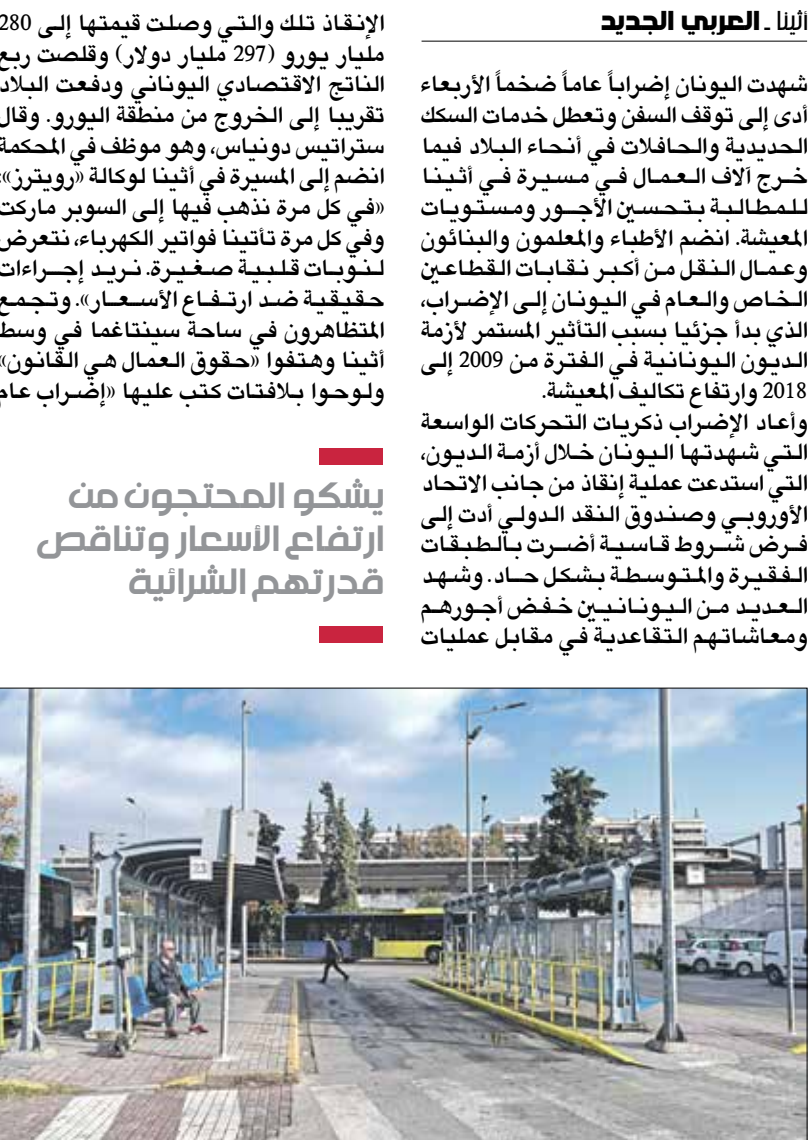 أثينا ـ العربي الجديد
شهدت اليونان إضراباً عاماً ضخماً الأربعاء
أدى إلى توقف السفن وتعطل خدمات السكك
الحديدية والحافلات في أنحاء البلاد فيما
خرج آلاف العمال في مسيرة في أثينا
للمطالبة بتحسين الأجور ومستويات
المعيشة. انضم الأطباء والمعلمون والبنائون
وعمال النقل من أكبر نقابات القطاعين
الخاص والعام في اليونان إلى الإضراب،
الذي بدأ جزئيا بسبب التأثير المستمر لأزمة
الديون اليونانية في الفترة من 2009 إلى
2018 وارتفاع تكاليف المعيشة.
وأعاد الإضراب ذكريات التحركات الواسعة
التي شهدتها اليونان خلال أزمة الديون،
التي استدعت عملية إنقاذ من جانب الاتحاد
الأوروبي وصندوق النقد الدولي أدت إلى
فرض شروط قاسية أضرت بالطبقات
الفقيرة والمتوسطة بشكل حاد. وشهد
العديد من اليونانيين خفض أجورهم
ومعاشاتهم التقاعدية في مقابل عمليات
الإنقاذ تلك والتي وصلت قيمتها إلى 280
مليار يورو (297 مليار دولار) وقلصت ربع
الناتج الاقتصادي اليوناني ودفعت البلاد
تقريبا إلى الخروج من منطقة اليورو. وقال
ستراتيس دونياس، وهو موظف في المحكمة
انضم إلى المسيرة في أثينا لوكالة «رويترز»:
«في كل مرة نذهب فيها إلى السوبر ماركت
وفي كل مرة تأتينا فواتير الكهرباء، نتعرض
لنوبات قلبية صغيرة. نريد إجراءات
حقيقية ضد ارتفاع الأسعار». وتجمع
المتظاهرون في ساحة سينتاغما في وسط
أثينا وهتفوا «حقوق العمال هي القانون»
ولوحوا بلافتات كتب عليها «إضراب عام
يشكو المحتجون من
ارتفاع الأسعار وتناقص
قدرتهم الشرائية